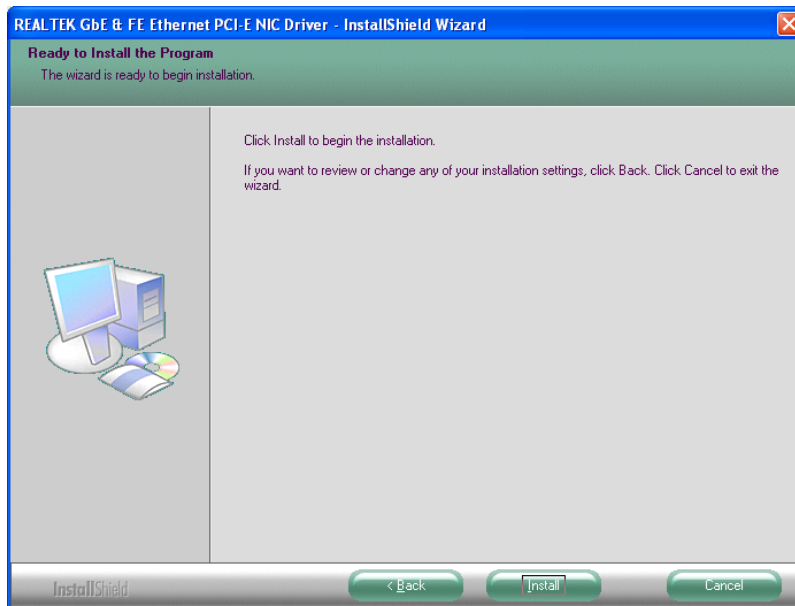 REALTEK GbE & FE Ethernet PCI-E NIC Driver - InstallShield Wizard
Ready to Install the Program
The wizard is ready to begin installation.
Click Install to begin the installation.
If you want to review or change any of your installation settings, click Back. Click Cancel to exit the
wizard.
InstallShield
< Back
Install
Cancel